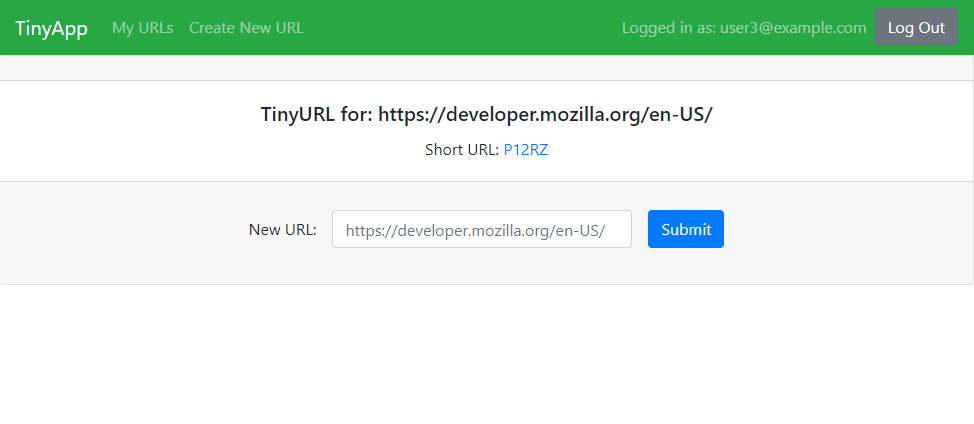 TinyApp My URLs Create New URL Logged in as: user3@example.com Log Out
TinyURL for: https://developer.mozilla.org/en-US/
Short URL: P12RZ
New URL: https://developer.mozilla.org/en-US/ Submit